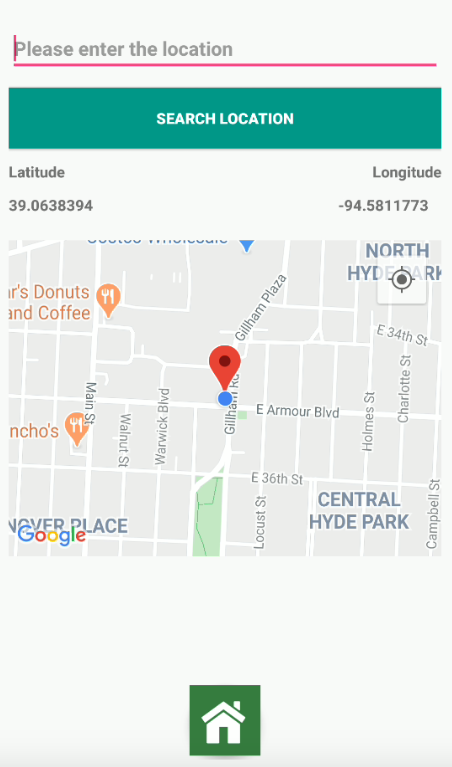 Please enter the location
SEARCH LOCATION
Latitude
Longitude
39.0638394
-94.5811773
Costco Wholesale
NORTH
HYDE PARK
ar's Donuts
and Coffee
Gillham Plaza
E 34th St
Charlotte St
Gillham Rd
Main St
E Armour Blvd
Holmes St
Warwick Blvd
Walnut St
ncho's
E 36th St
CENTRAL
HYDE PARK
Locust St
Campbell St
NOVER PLACE
Google